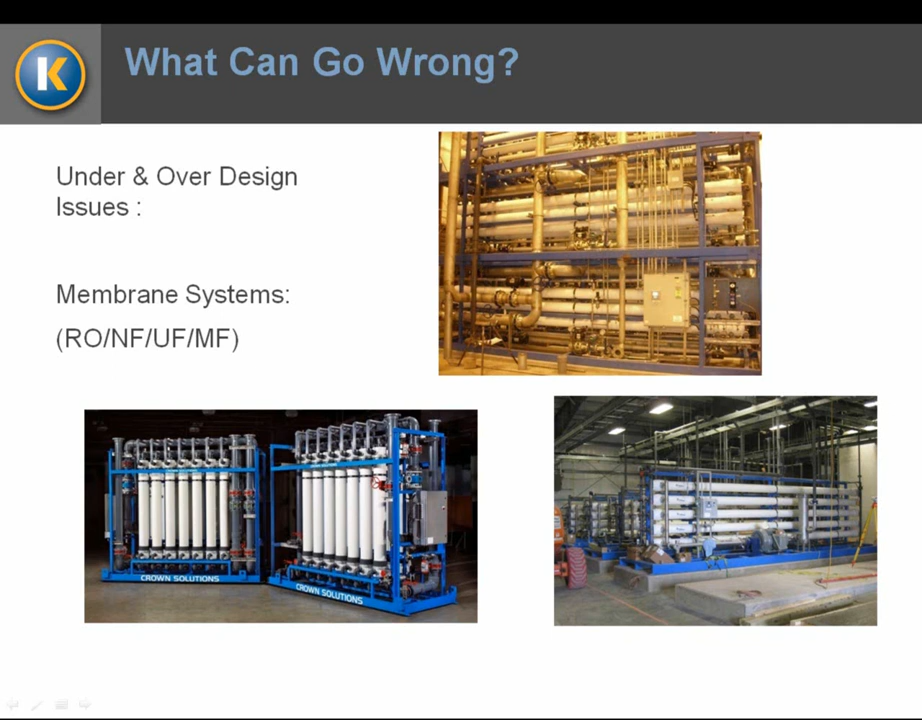 K
What Can Go Wrong?
Under & Over Design
Issues :
Membrane Systems:
(RO/NF/UF/MF)
CROWN SOLUTIONS
CROWN SOLUTIONS